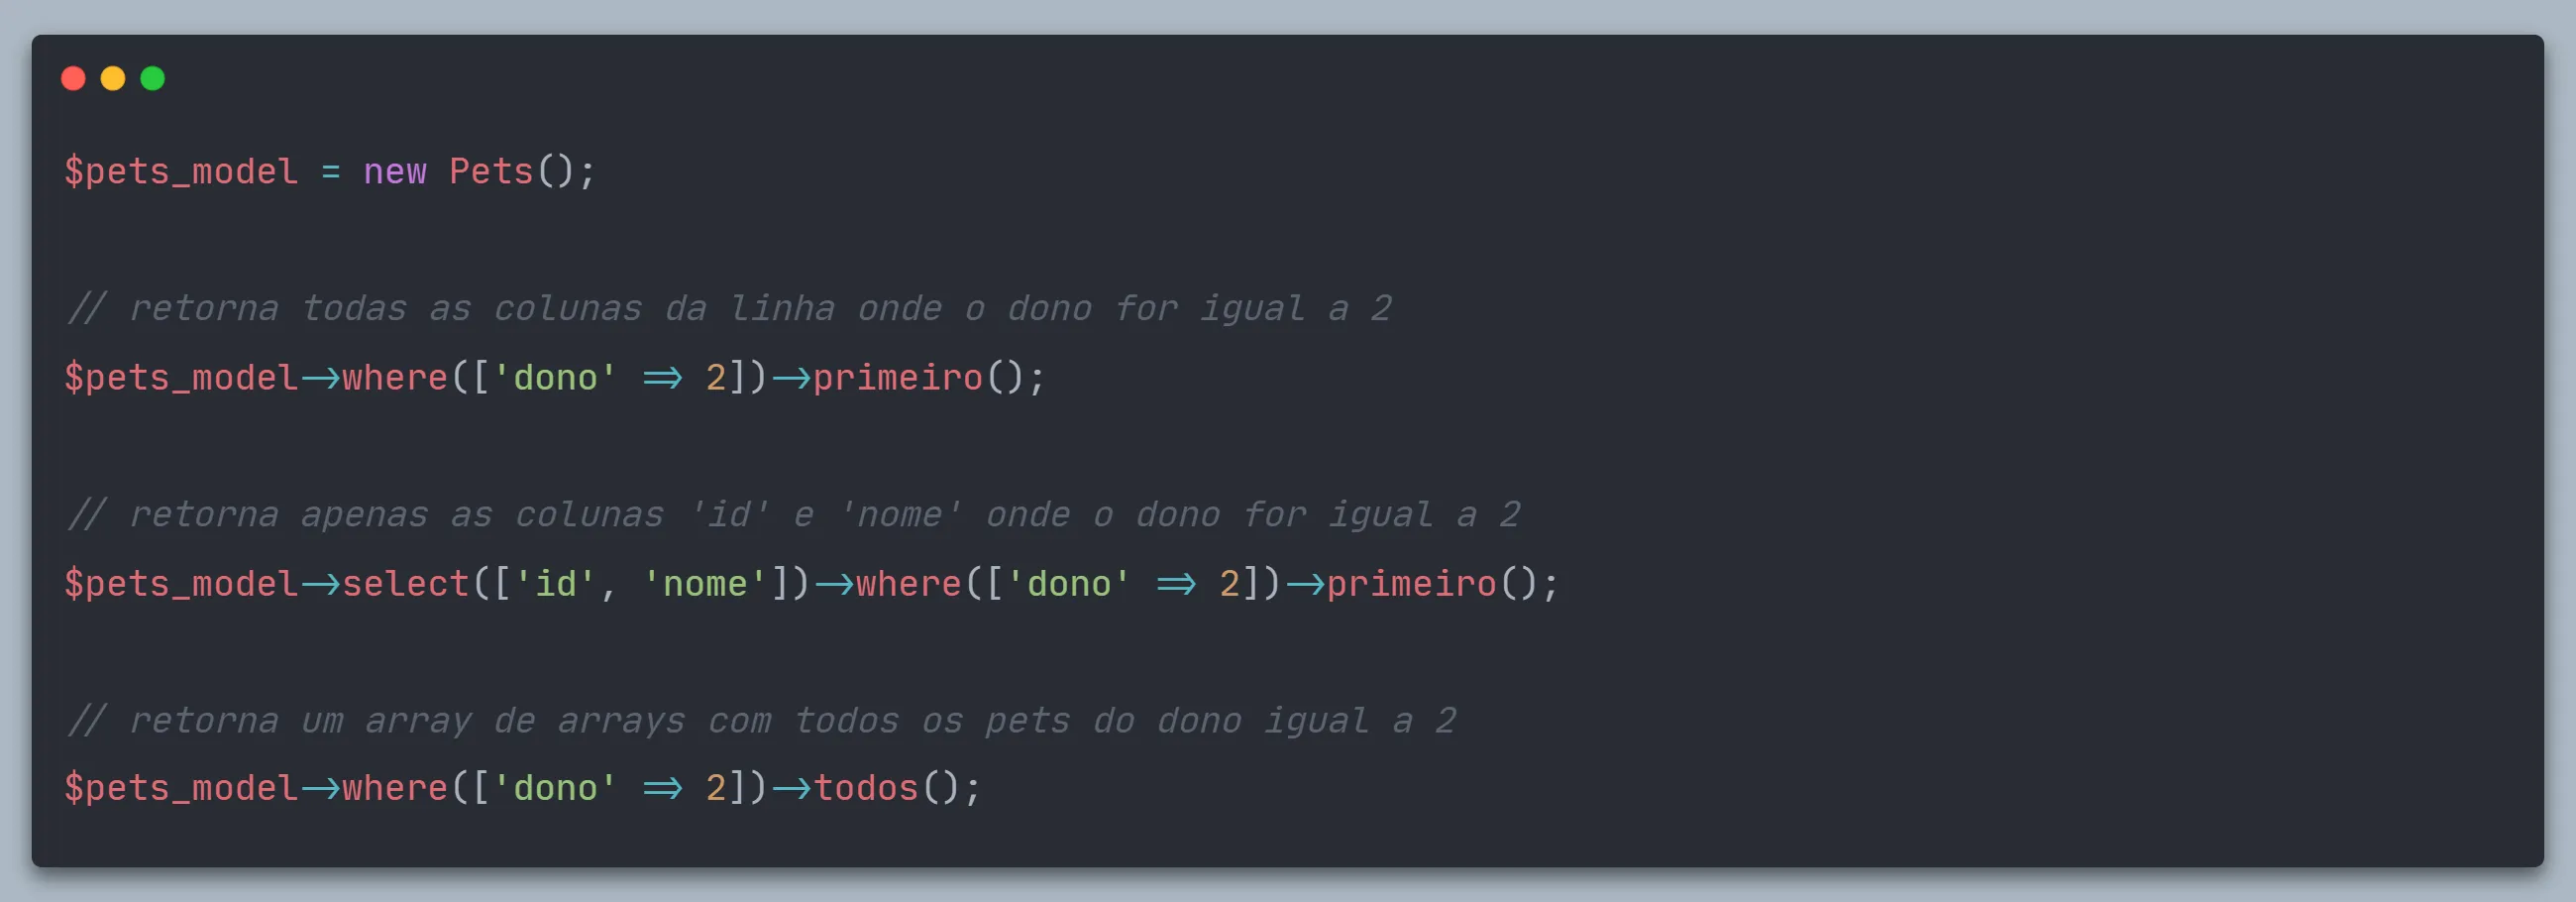 $pets_model = new Pets();
// retorna todas as colunas da linha onde o dono for igual a 2
$pets_model->where(['dono' => 2])->primeiro();
// retorna apenas as colunas 'id' e 'nome' onde o dono for igual a 2
$pets_model->select(['id', 'nome'])->where(['dono' => 2])->primeiro();
// retorna um array de arrays com todos os pets do dono igual a 2
$pets_model->where(['dono' => 2])->todos();